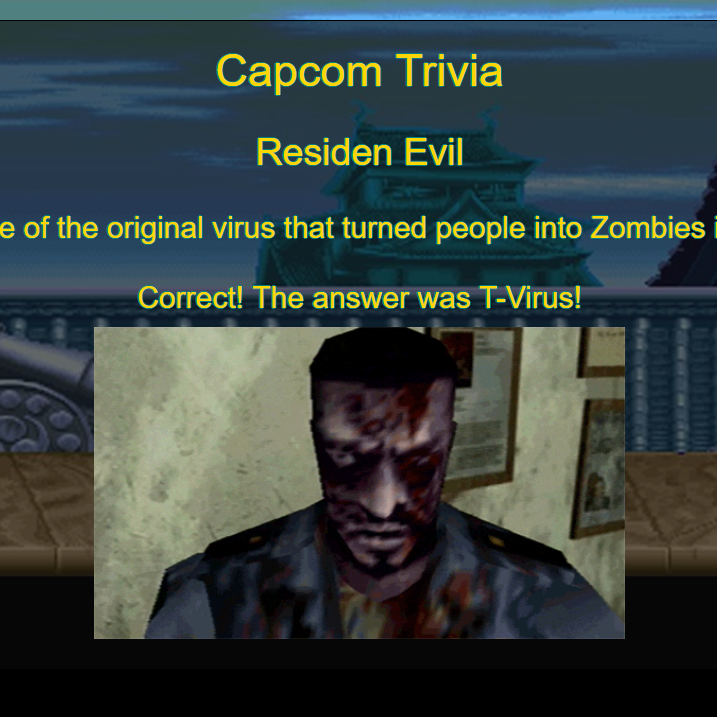 Capcom Trivia
Residen Evil
e of the original virus that turned people into Zombies i
Correct! The answer was T-Virus!